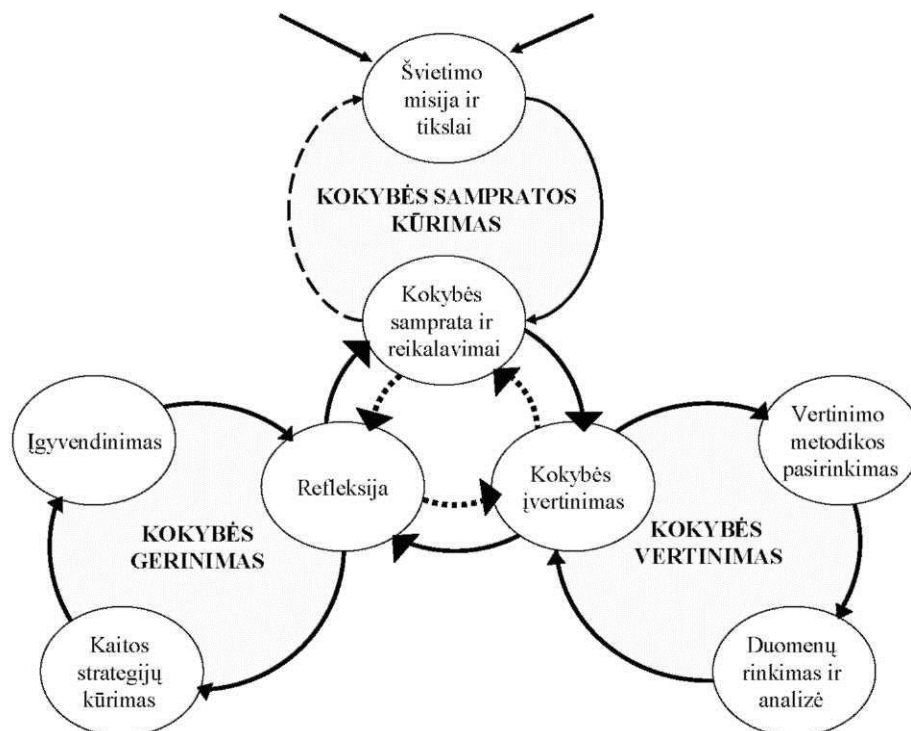 Švietimo
misija ir
tikslai
KOKYBĖS SAMPRATOS
KŪRIMAS
Kokybės
samprata ir
reikalavimai
Įgyvendinimas
Refleksija
KOKYBĖS
GERINIMAS
Kaitos
strategijų
kūrimas
Kokybės
įvertinimas
Vertinimo
metodikos
pasirinkimas
KOKYBĖS
VERTINIMAS
Duomenų
rinkimas ir
analizė